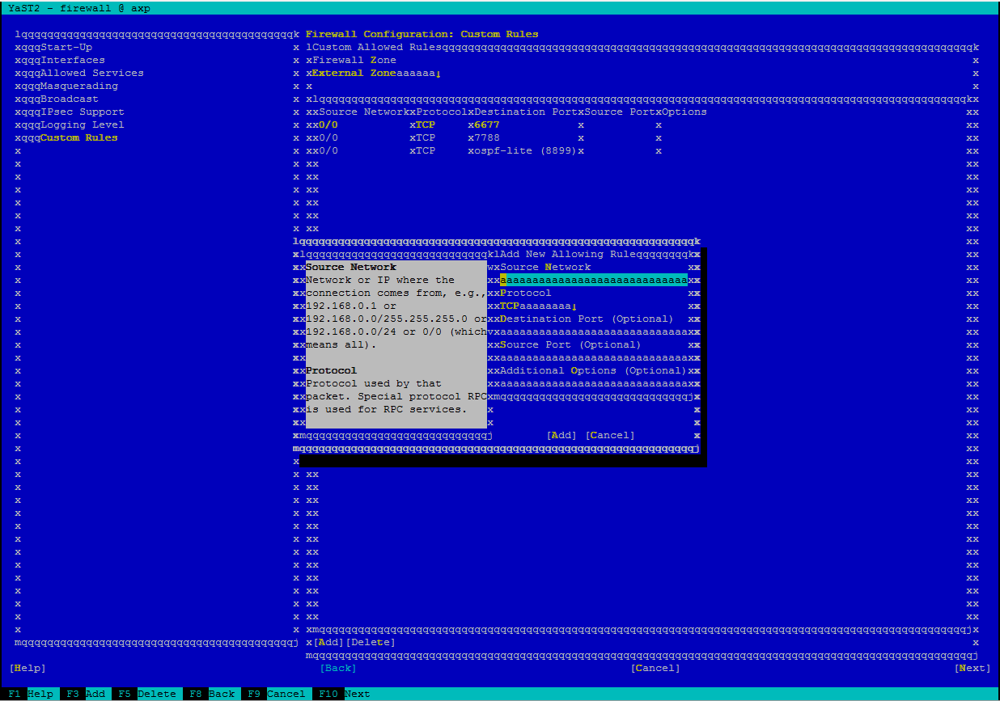 YaST2 - firewall @ axp
Firewall Configuration: Custom Rules
Start-Up
Interfaces
Allowed Services
Masquerading
Broadcast
IPsec Support
Logging Level
Custom Rules
Custom Allowed Rules
Firewall Zone
External Zone
Source Network Protocol Destination Port Source Port Options
0/0 TCP 6677
0/0 TCP 7788
0/0 TCP ospf-lite (8899)
Source Network
Network or IP where the
connection comes from, e.g.,
192.168.0.1 or
192.168.0.0/255.255.255.0 or
192.168.0.0/24 or 0/0 (which
means all).
Protocol
Protocol used by that
packet. Special protocol RPC
is used for RPC services.
Add New Allowing Rule
Source Network
Protocol
TCP
Destination Port (Optional)
Source Port (Optional)
Additional Options (Optional)
[Add] [Cancel]
[Add][Delete]
[Help] [Back] [Cancel] [Next]
F1 Help F3 Add F5 Delete F8 Back F9 Cancel F10 Next